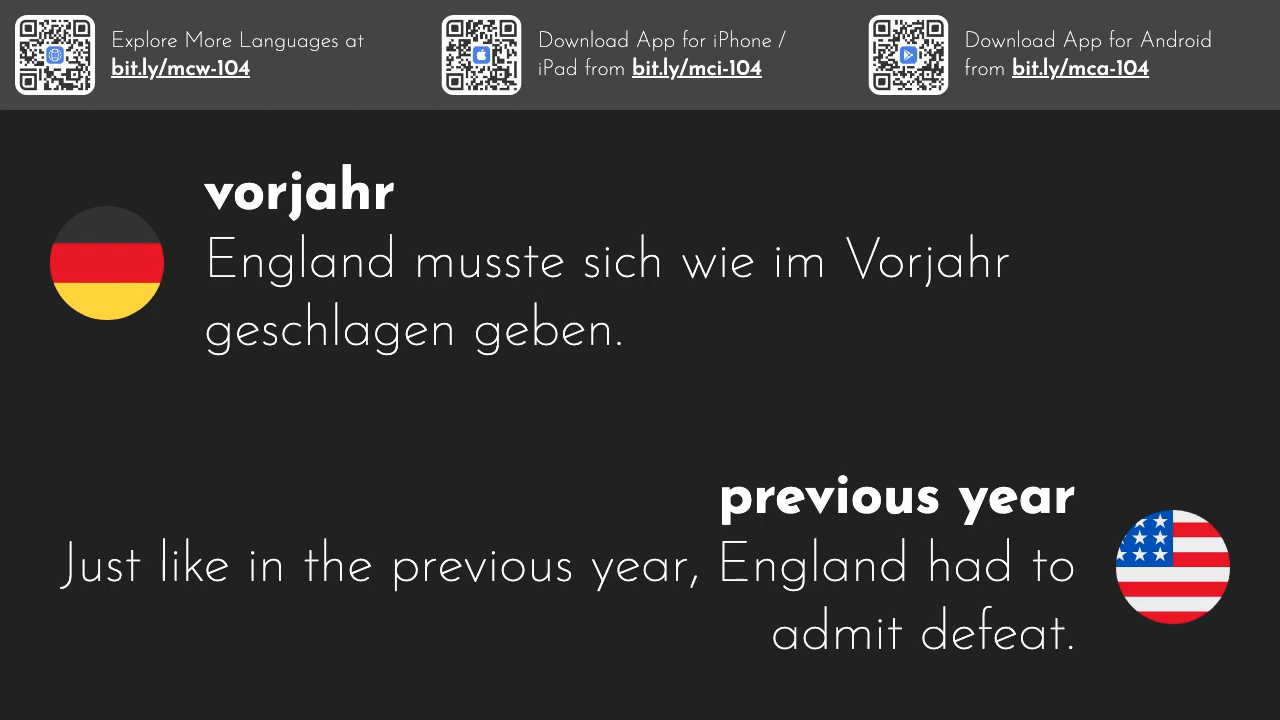 Explore More Languages at
bit.ly/mcw-104
Download App for iPhone /
iPad from bit.ly/mci-104
Download App for Android
from bit.ly/mca-104
vorjahr
England musste sich wie im Vorjahr
geschlagen geben.
previous year
Just like in the previous year, England had to
admit defeat.